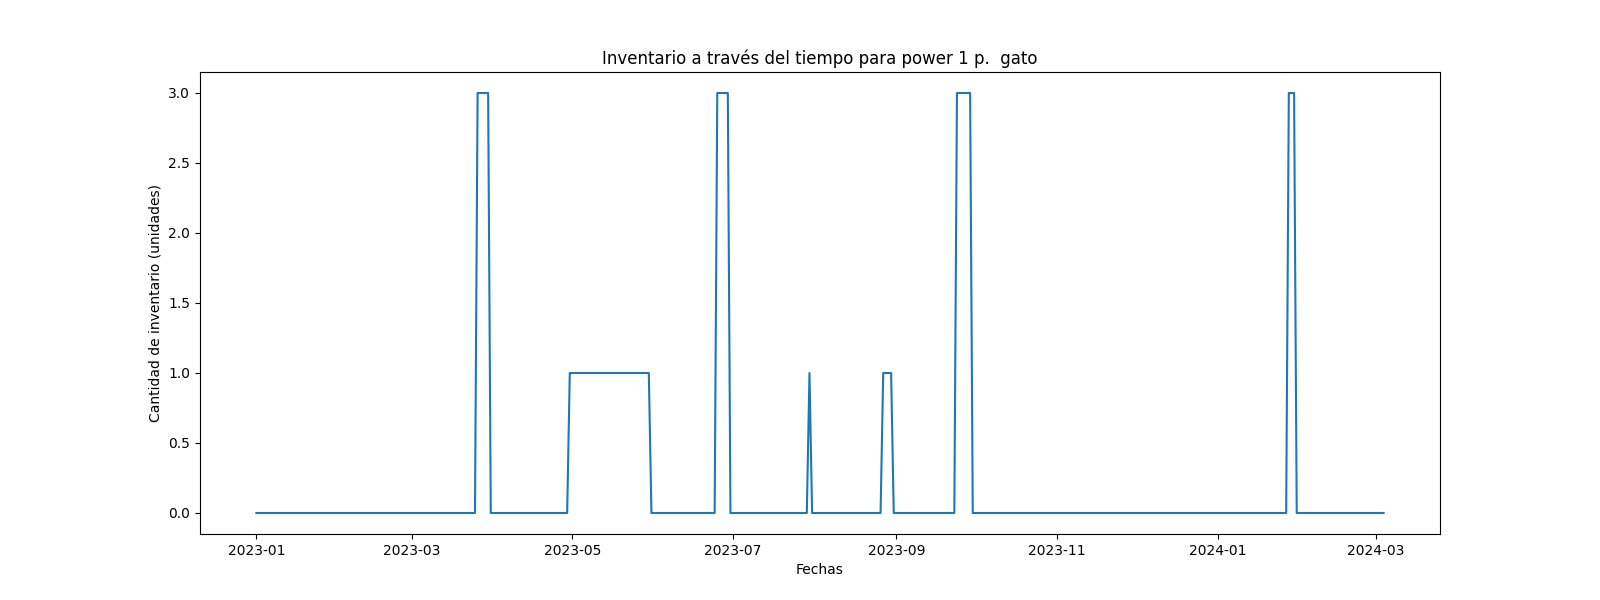 Inventario a través del tiempo para power 1 p.  gato
Cantidad de inventario (unidades)
3.0
2.5
2.0
1.5
1.0
0.5
0.0
2023-01 2023-03 2023-05 2023-07 2023-09 2023-11 2024-01 2024-03
Fechas